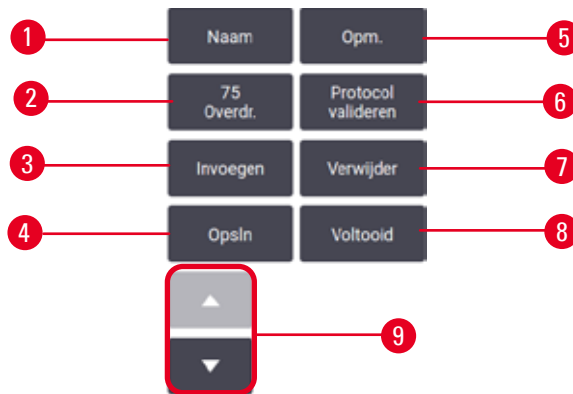 1
Naam
Opm.
5
2
75
Overdr.
Protocol
valideren
6
3
Invoegen
Verwijder
7
4
Opsln
Voltooid
8
9